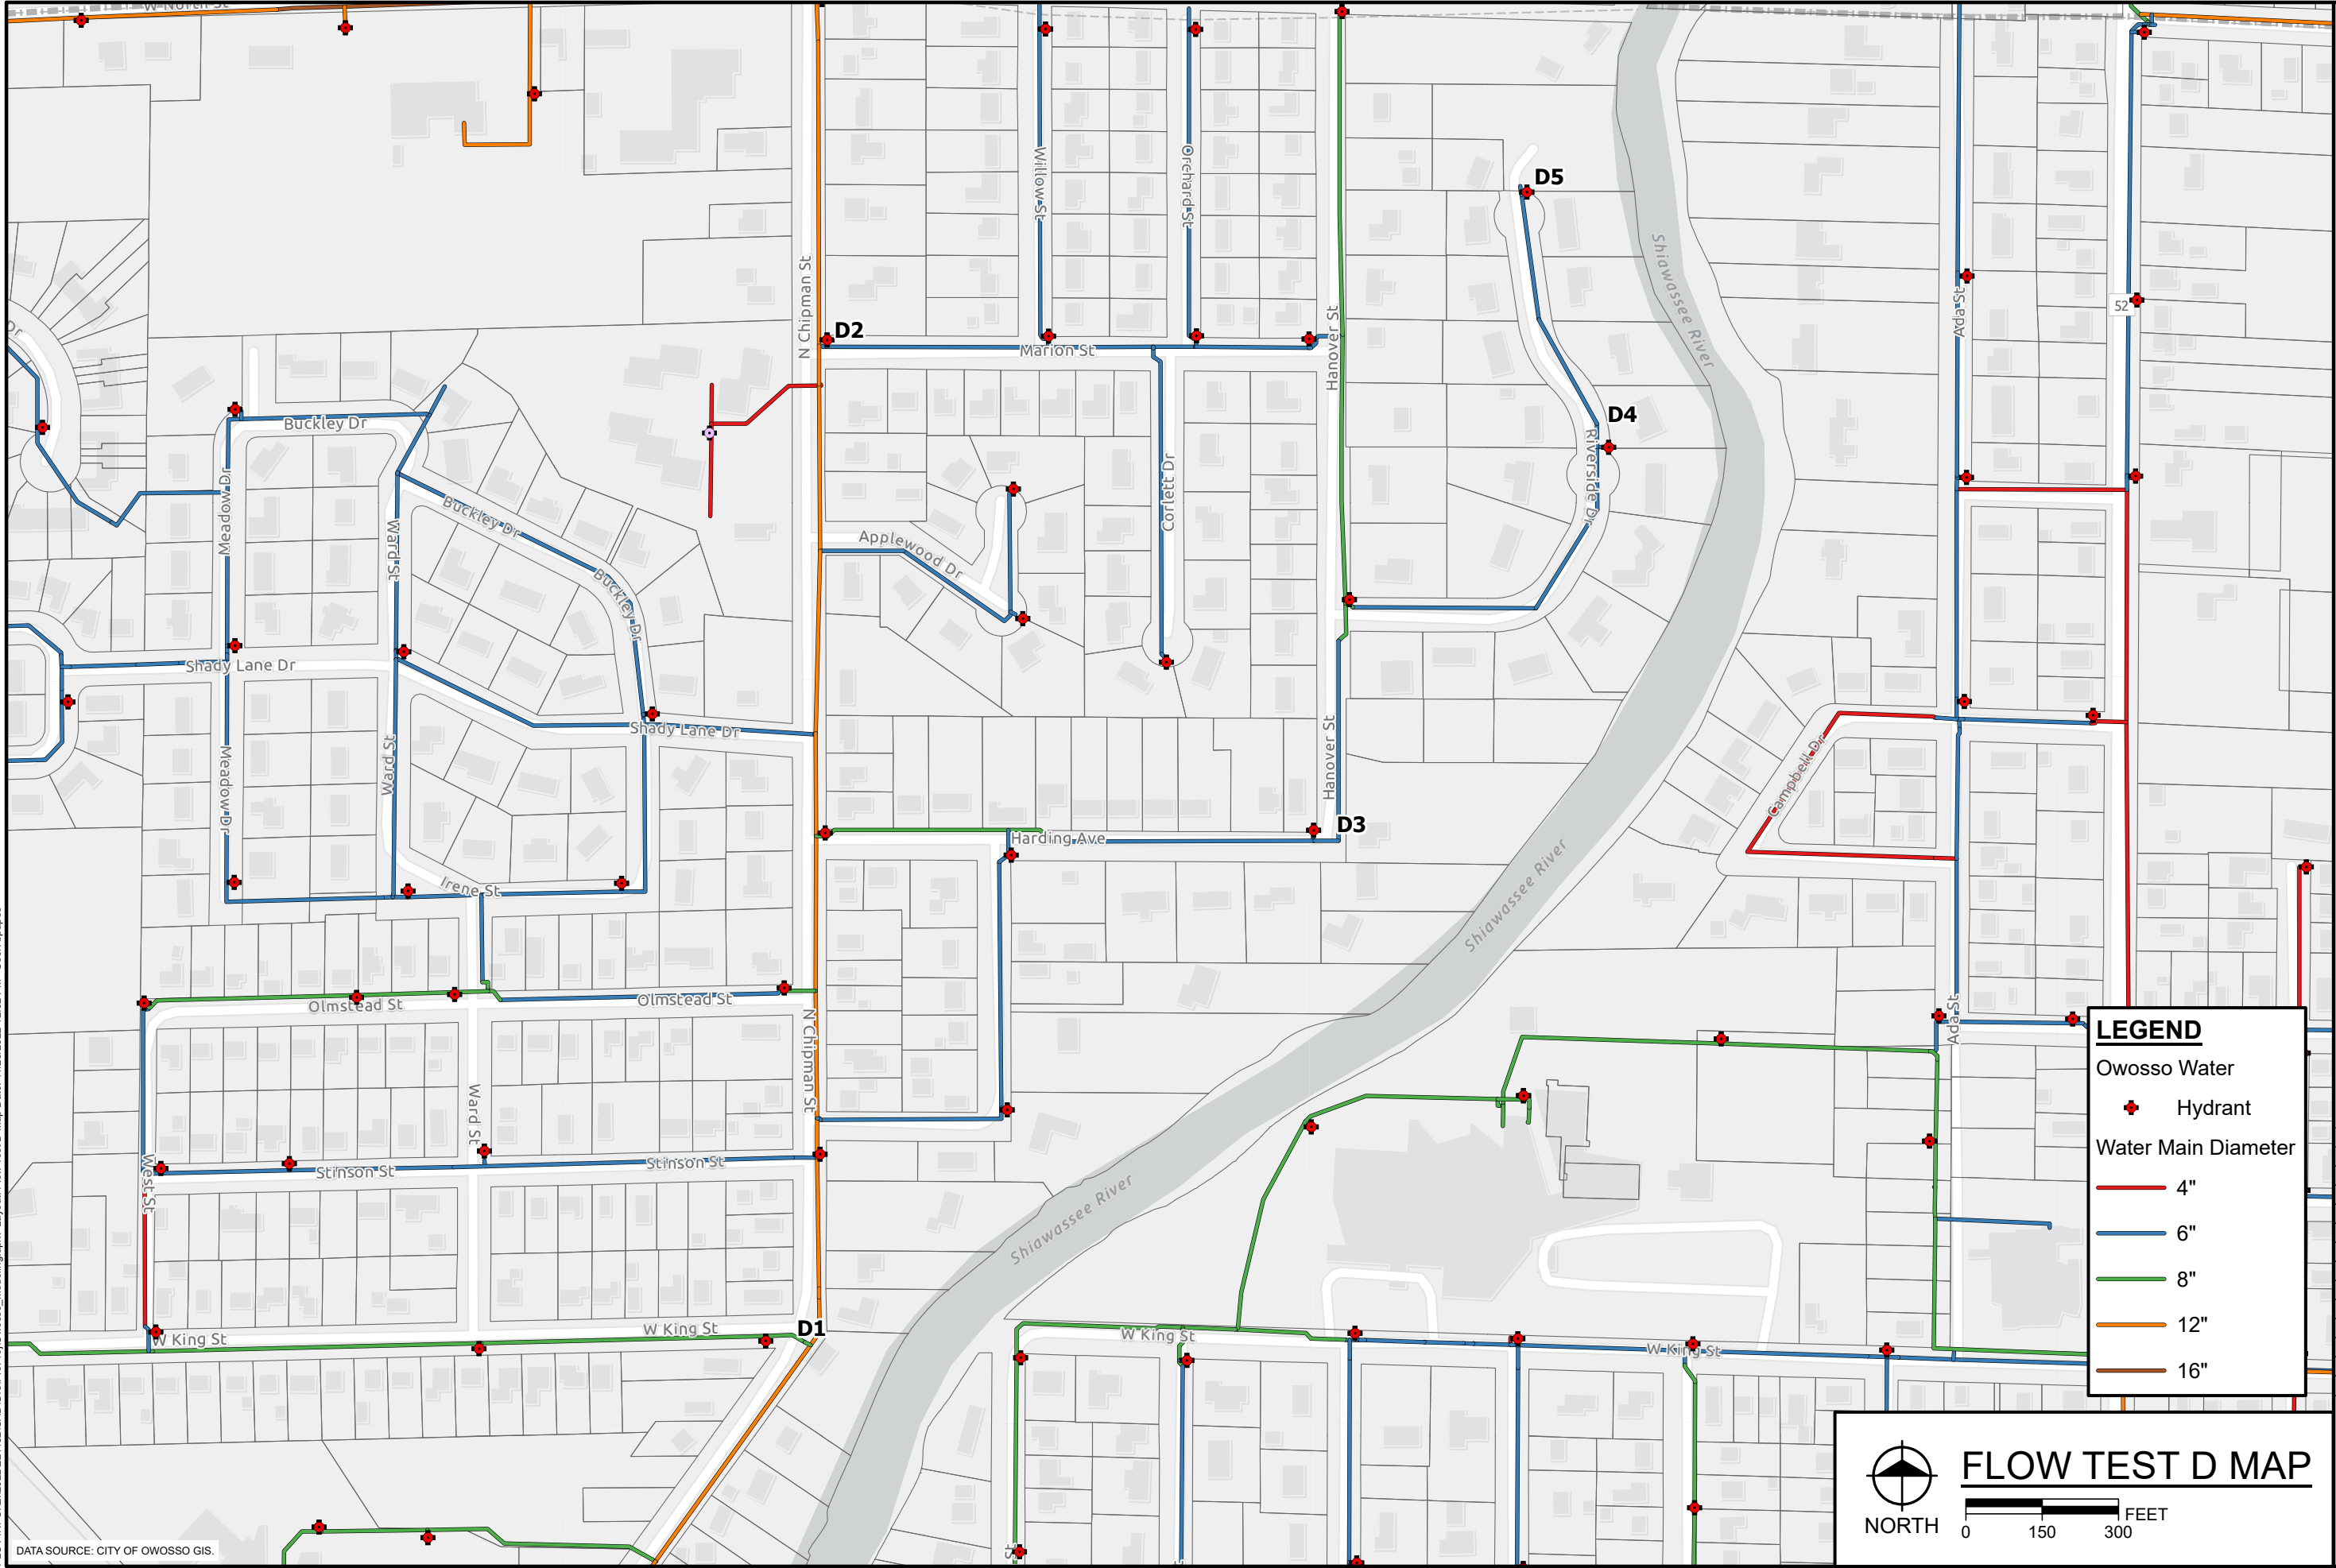 W North St
D5
Willow St
Orchard St
N Chipman St
Shiawassee River
Ada St
52
Hanover St
D2
Marion St
Dr
D4
Buckley Dr
Riverside Dr
Corlett Dr
Meadow Dr
Buckley Dr
Ward St
Applewood Dr
Buckley Dr
Shady Lane Dr
Shady Lane Dr
Hanover St
Ward St
Meadow Dr
Campbell Dr
D3
Harding Ave
Irene St
Shiawassee River
Olmstead St
Olmstead St
N Chipman St
Ada St
Ward St
Stinson St
Stinson St
West St
Shiawassee River
W King St
W King St
D1
W King St
W King St
St
LEGEND
Owosso Water
Hydrant
Water Main Diameter
4"
6"
8"
12"
16"
FLOW TEST D MAP
NORTH
0 150 300 FEET
DATA SOURCE: CITY OF OWOSSO GIS.